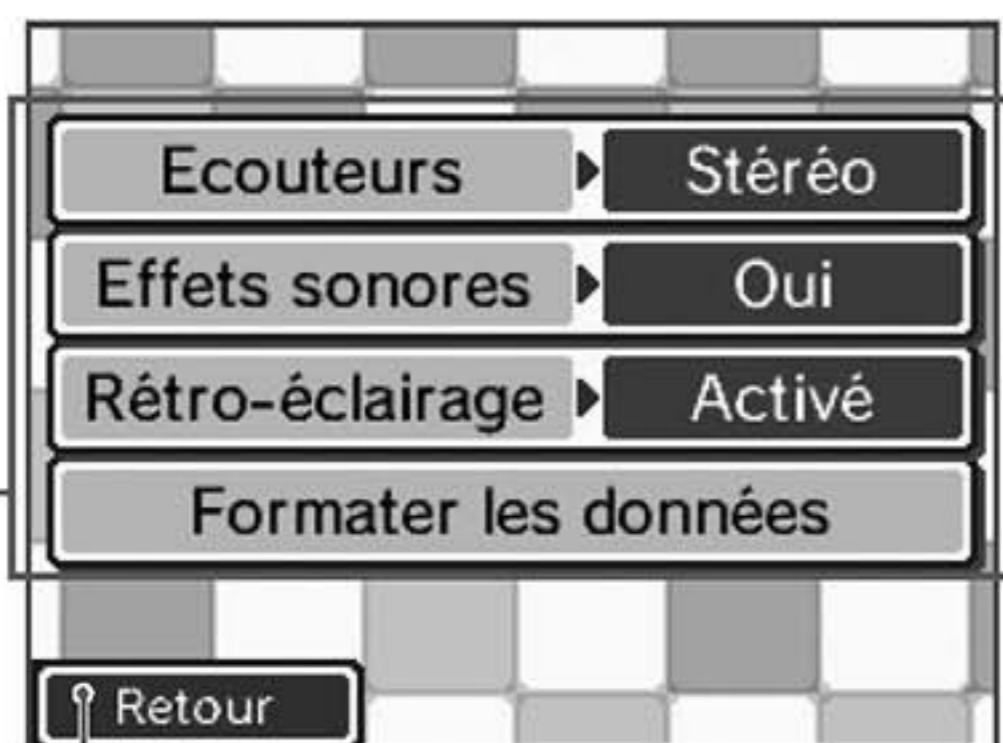 Ecouteurs Stéréo
Effets sonores Oui
Rétro-éclairage Activé
Formater les données
Retour